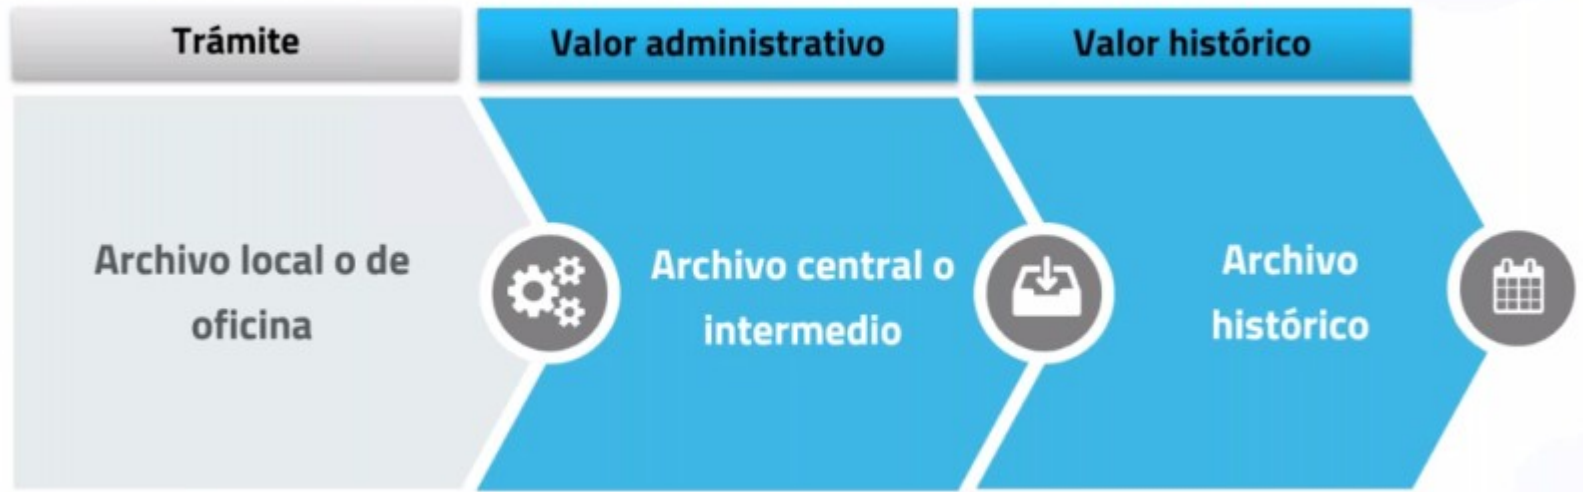 Trámite
Valor administrativo
Valor histórico
Archivo local o de
oficina
Archivo central o
intermedio
Archivo
histórico